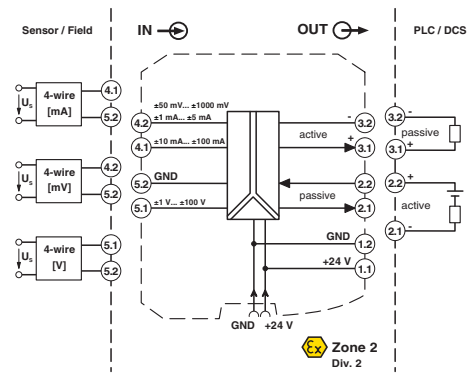 Sensor / Field
IN
OUT
PLC / DCS
4-wire
[mA]
Us
4.1
5.2
4-wire
[mV]
Us
4.2
5.2
4-wire
[V]
Us
5.1
5.2
±50 mV... ±1000 mV
4.2
±1 mA... ±5 mA
4.1
±10 mA... ±100 mA
5.2
GND
5.1
±1 V... ±100 V
-
3.2
active
+
3.1
2.2
passive
2.1
GND
1.2
+24 V
1.1
GND
+24 V
3.2
-
passive
3.1
+
2.2
+
active
2.1
-
Ex
Zone 2
Div. 2